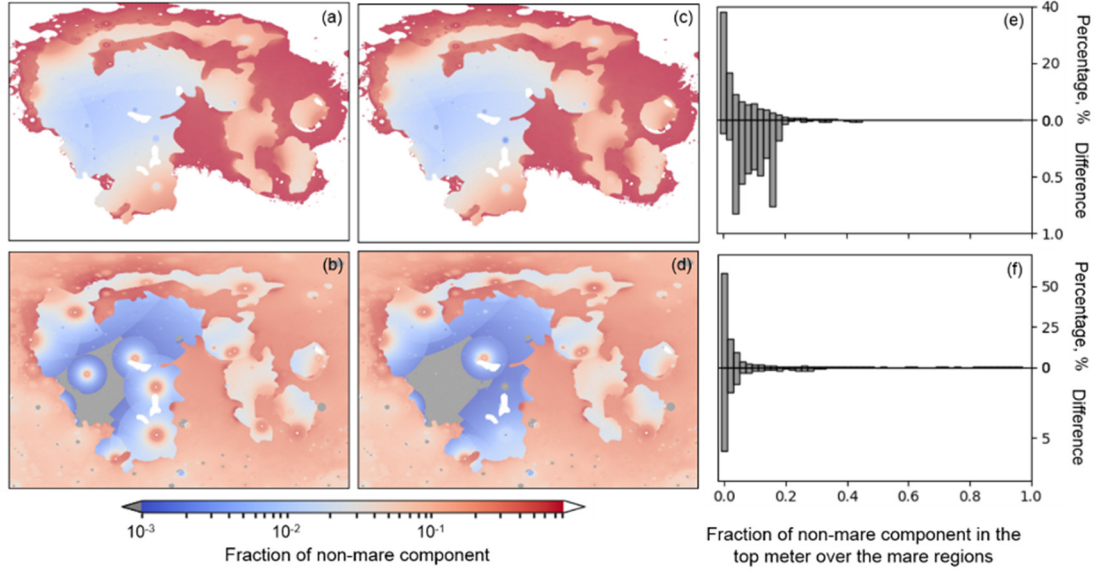 (a)
(c)
(e)
40
20
0.0
0.5
1.0
Percentage, %
Difference
(b)
(d)
(f)
50
25
0
5
Percentage, %
Difference
0.0 0.2 0.4 0.6 0.8 1.0
10-3 10-2 10-1
Fraction of non-mare component
Fraction of non-mare component in the
top meter over the mare regions